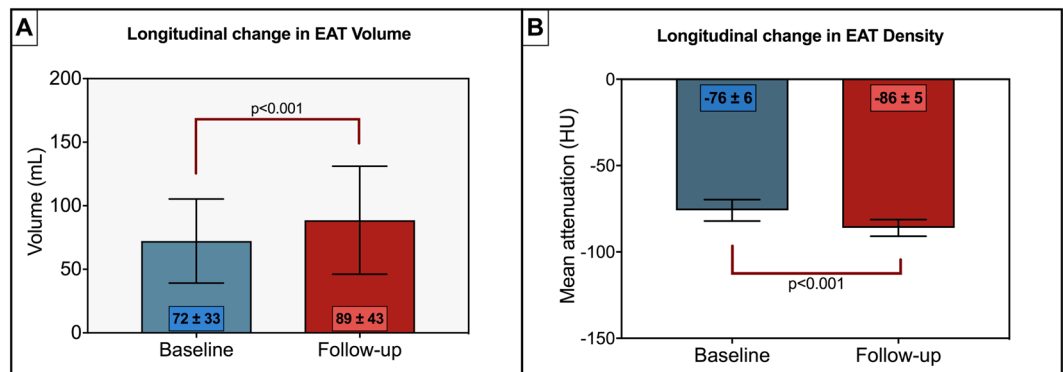 A
Longitudinal change in EAT Volume
200
150
100
50
0
Volume (mL)
p<0.001
72 ± 33
89 ± 43
Baseline
Follow-up
B
Longitudinal change in EAT Density
0
-50
-100
-150
Mean attenuation (HU)
-76 ± 6
-86 ± 5
p<0.001
Baseline
Follow-up